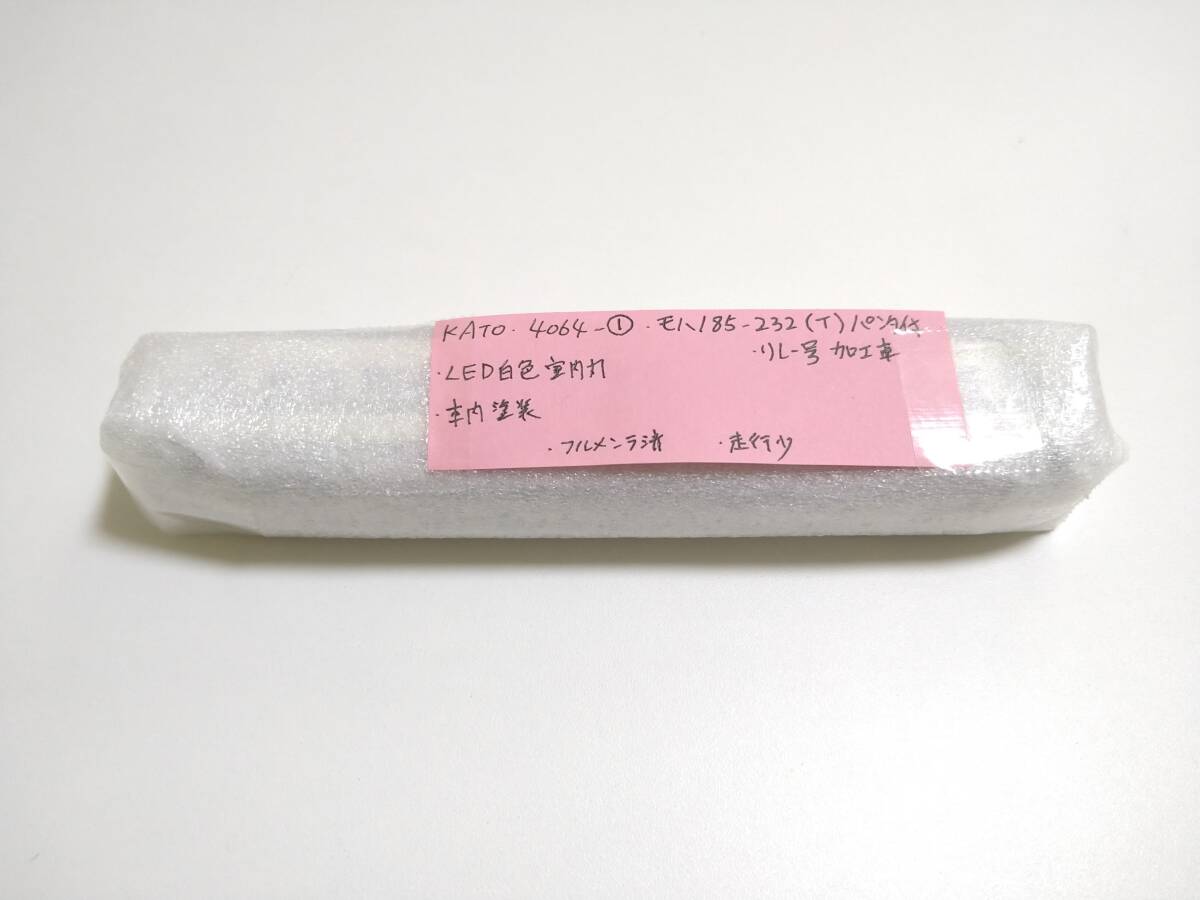 KATO・4064-①・モハ185-232(T)パンタ付
・リレー号 加工車
・LED白色室内灯
・車内塗装
・フルメンテ済 ・走行少